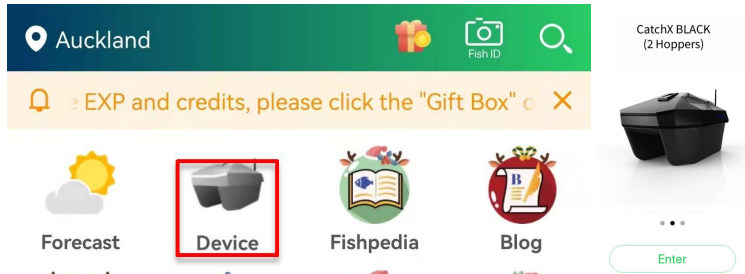 Auckland
Fish ID
EXP and credits, please click the "Gift Box"
Forecast
Device
Fishpedia
B
Blog
CatchX BLACK
(2 Hoppers)
Enter